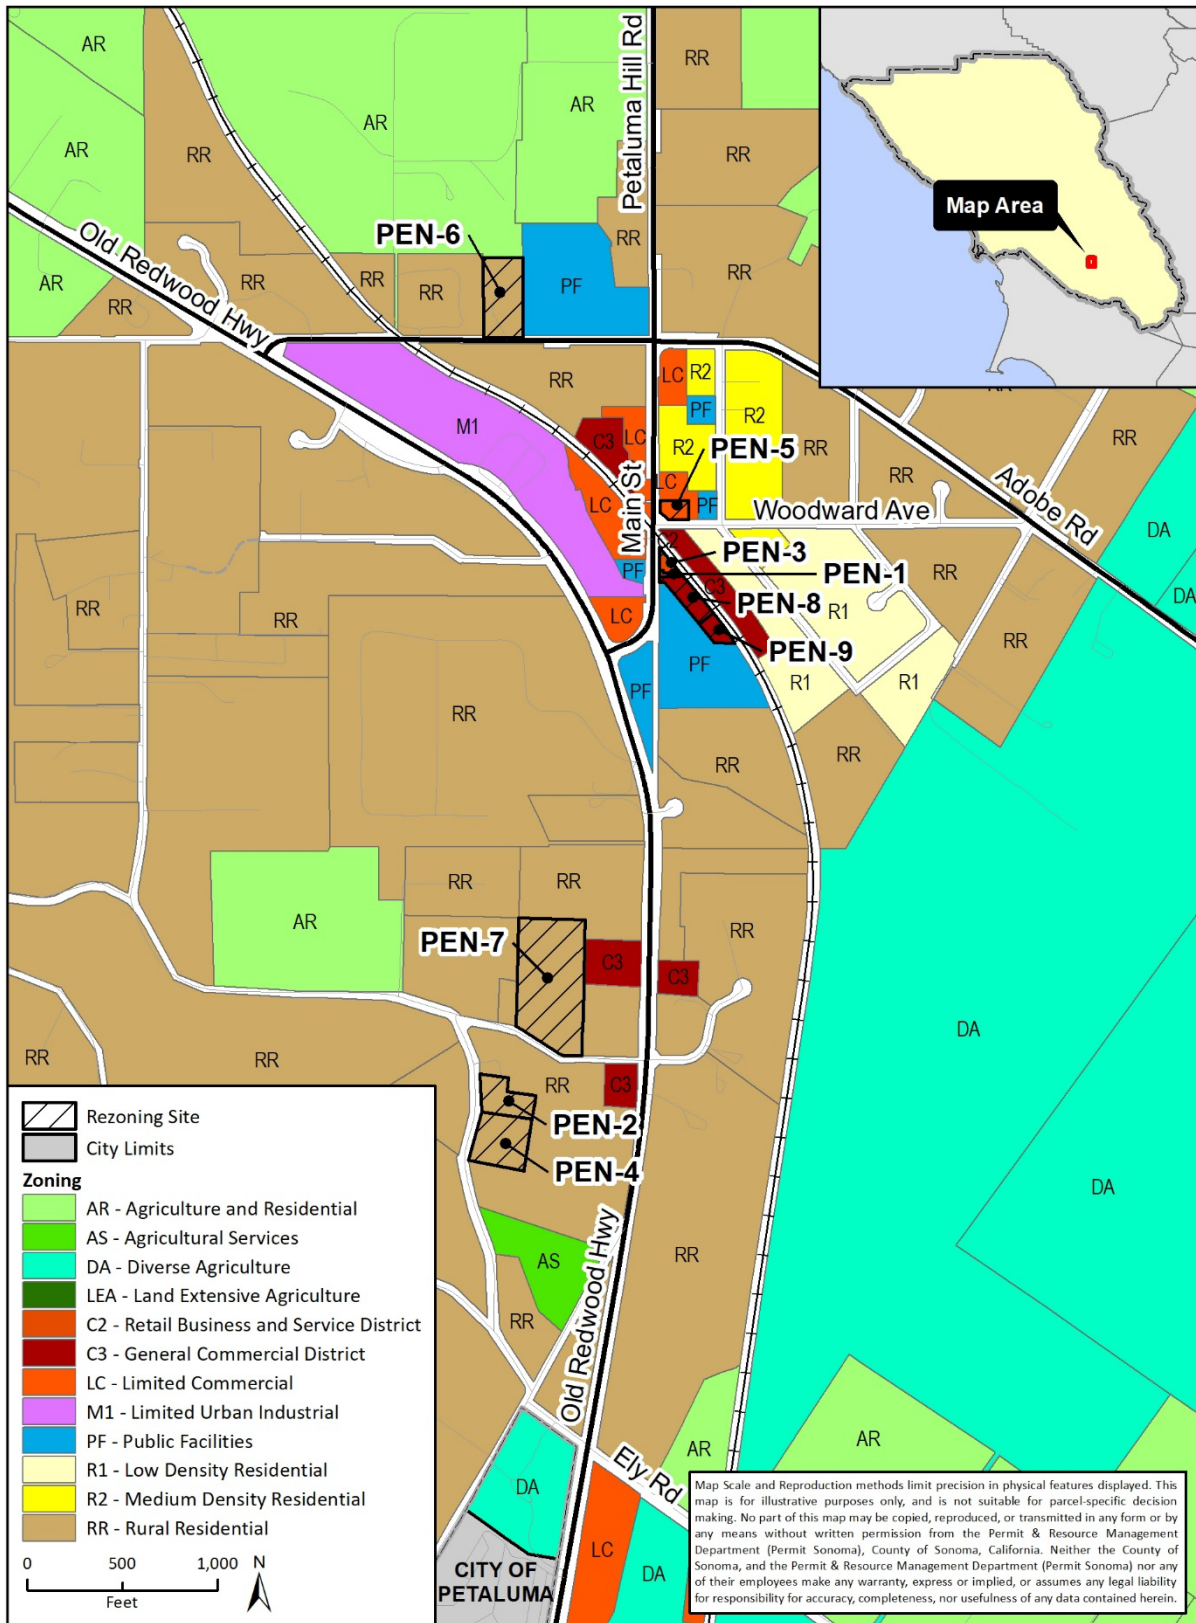 AR
RR
AR
Petaluma Hill Rd
Map Area
AR
RR
AR
AR
RR
RR
PEN-6
RR
Old Redwood Hwy
AR
RR
RR
RR
RR
PF
RR
RR
LC
R2
PF
R2
RR
M1
C3
LC
R2
PEN-5
RR
RR
RR
Adobe Rd
Main St
LC
LC
PF
Woodward Ave
DA
PF
PEN-3
PEN-1
C3
PEN-8
R1
RR
DA
RR
RR
LC
PEN-9
PF
PF
R1
R1
RR
RR
RR
RR
RR
RR
AR
PEN-7
C3
C3
RR
DA
RR
RR
RR
C3
PEN-2
PEN-4
DA
AS
RR
RR
Old Redwood Hwy
Ely Rd
AR
AR
DA
LC
DA
CITY OF
PETALUMA
Rezoning Site
City Limits
Zoning
AR - Agriculture and Residential
AS - Agricultural Services
DA - Diverse Agriculture
LEA - Land Extensive Agriculture
C2 - Retail Business and Service District
C3 - General Commercial District
LC - Limited Commercial
M1 - Limited Urban Industrial
PF - Public Facilities
R1 - Low Density Residential
R2 - Medium Density Residential
RR - Rural Residential
0 500 1,000
Feet
N
Map Scale and Reproduction methods limit precision in physical features displayed. This
map is for illustrative purposes only, and is not suitable for parcel-specific decision
making. No part of this map may be copied, reproduced, or transmitted in any form or by
any means without written permission from the Permit & Resource Management
Department (Permit Sonoma), County of Sonoma, California. Neither the County of
Sonoma, and the Permit & Resource Management Department (Permit Sonoma) nor any
of their employees make any warranty, express or implied, or assumes any legal liability
for responsibility for accuracy, completeness, nor usefulness of any data contained herein.